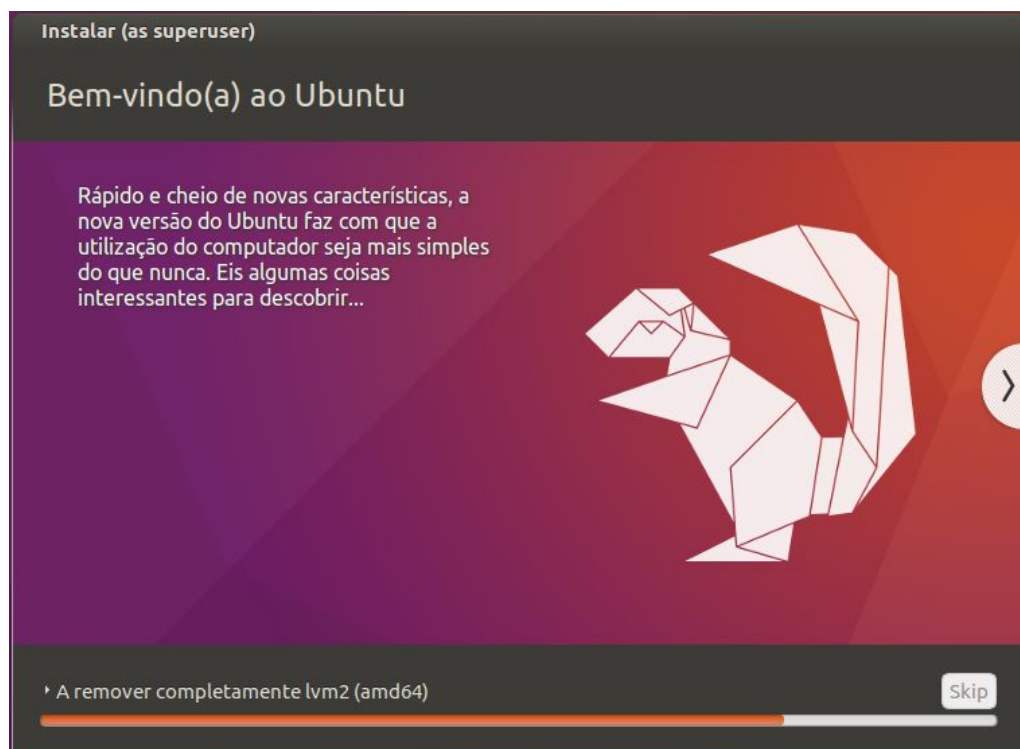 Instalar (as superuser)
Bem-vindo(a) ao Ubuntu
Rápido e cheio de novas características, a
nova versão do Ubuntu faz com que a
utilização do computador seja mais simples
do que nunca. Eis algumas coisas
interessantes para descobrir...
A remover completamente lvm2 (amd64)
Skip